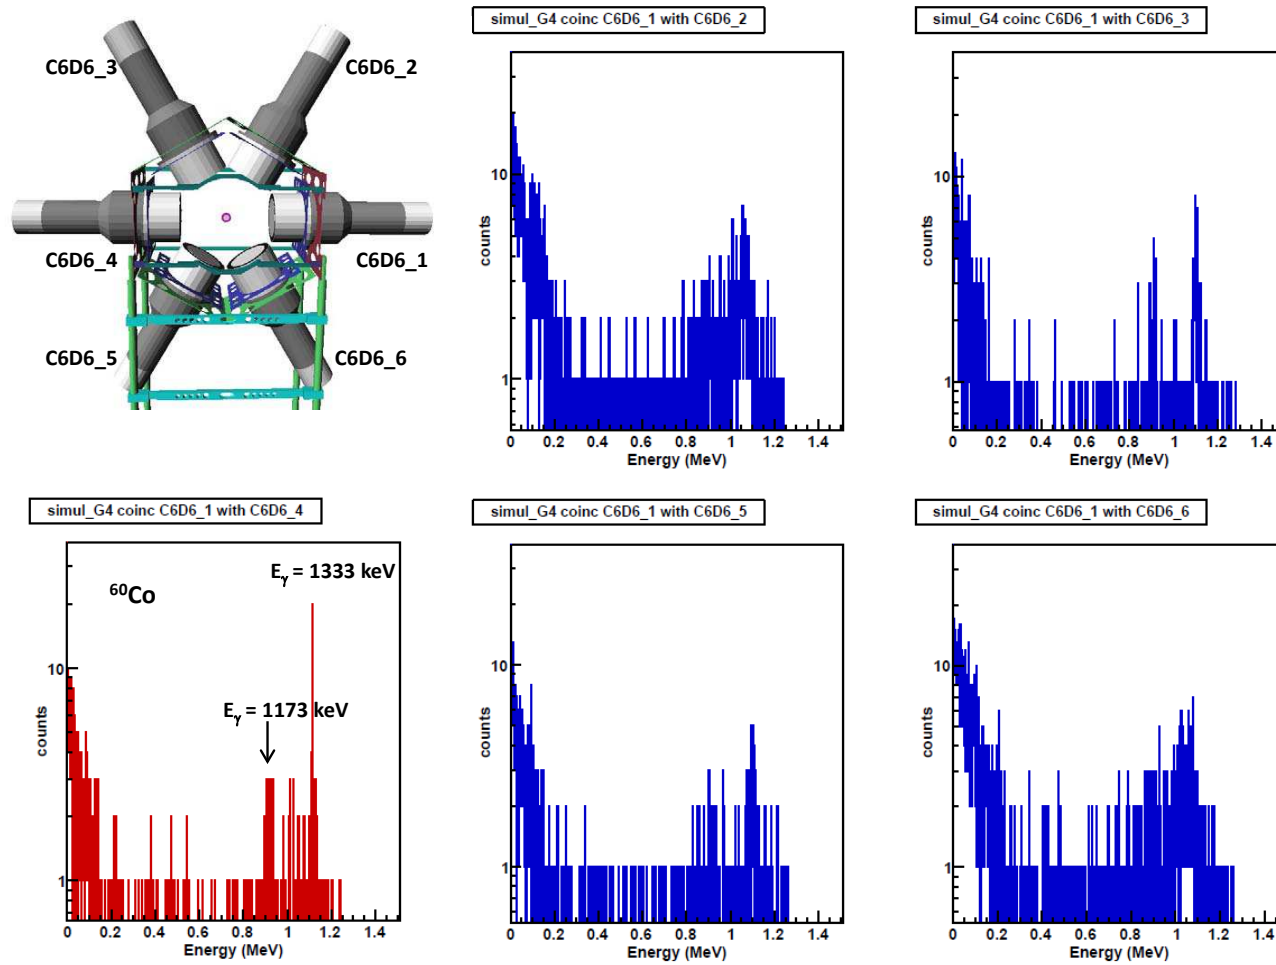 C6D6_3
C6D6_2
C6D6_4
C6D6_1
C6D6_5
C6D6_6
simul_G4 coinc C6D6_1 with C6D6_2
counts
10
1
0 0.2 0.4 0.6 0.8 1 1.2 1.4
Energy (MeV)
simul_G4 coinc C6D6_1 with C6D6_3
counts
10
1
0 0.2 0.4 0.6 0.8 1 1.2 1.4
Energy (MeV)
simul_G4 coinc C6D6_1 with C6D6_4
⁶⁰Co
Eγ = 1333 keV
Eγ = 1173 keV
counts
10
1
0 0.2 0.4 0.6 0.8 1 1.2 1.4
Energy (MeV)
simul_G4 coinc C6D6_1 with C6D6_5
counts
10
1
0 0.2 0.4 0.6 0.8 1 1.2 1.4
Energy (MeV)
simul_G4 coinc C6D6_1 with C6D6_6
counts
10
1
0 0.2 0.4 0.6 0.8 1 1.2 1.4
Energy (MeV)